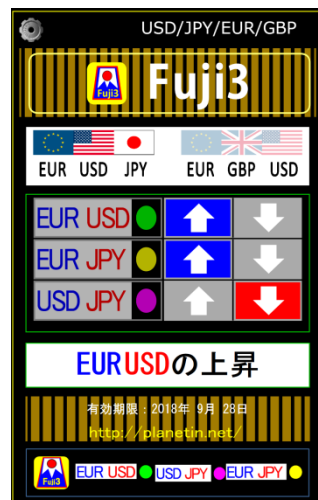 USD/JPY/EUR/GBP
Fuji3 Fuji3
EUR USD JPY EUR GBP USD
EUR USD
EUR JPY
USD JPY
EURUSDの上昇
有効期限：2018年 9月 28日
http://planetin.net/
Fuji3 EUR USD USD JPY EUR JPY